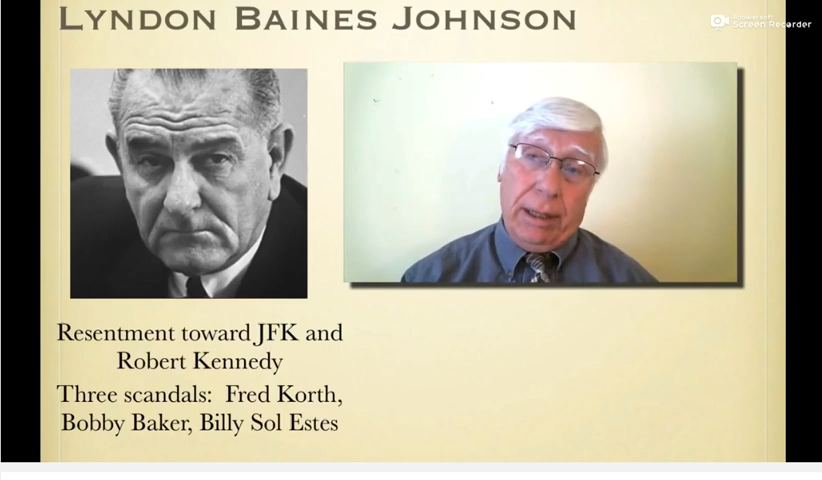 LYNDON BAINES JOHNSON
Apowersoft
Screen Recorder
Resentment toward JFK and
Robert Kennedy
Three scandals: Fred Korth,
Bobby Baker, Billy Sol Estes